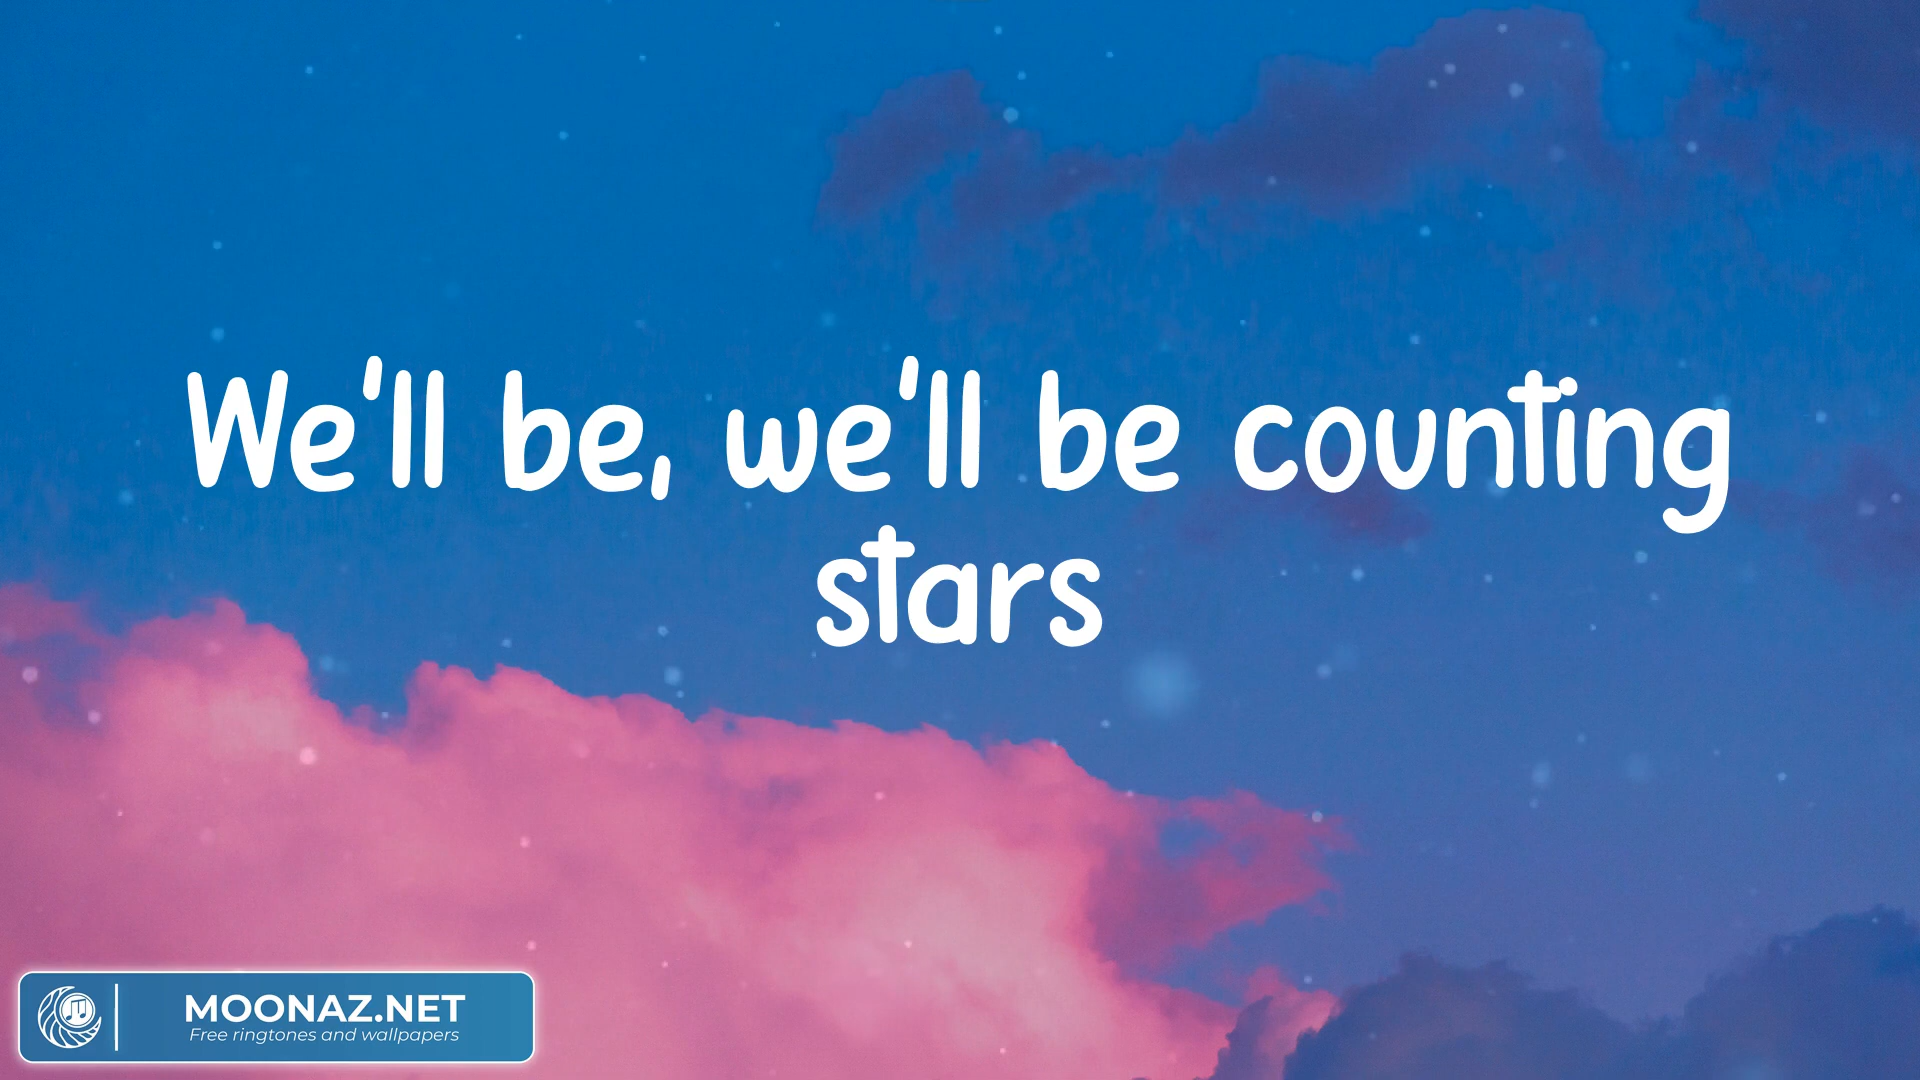 We'll be, we'll be counting
stars
MOONAZ.NET
Free ringtones and wallpapers